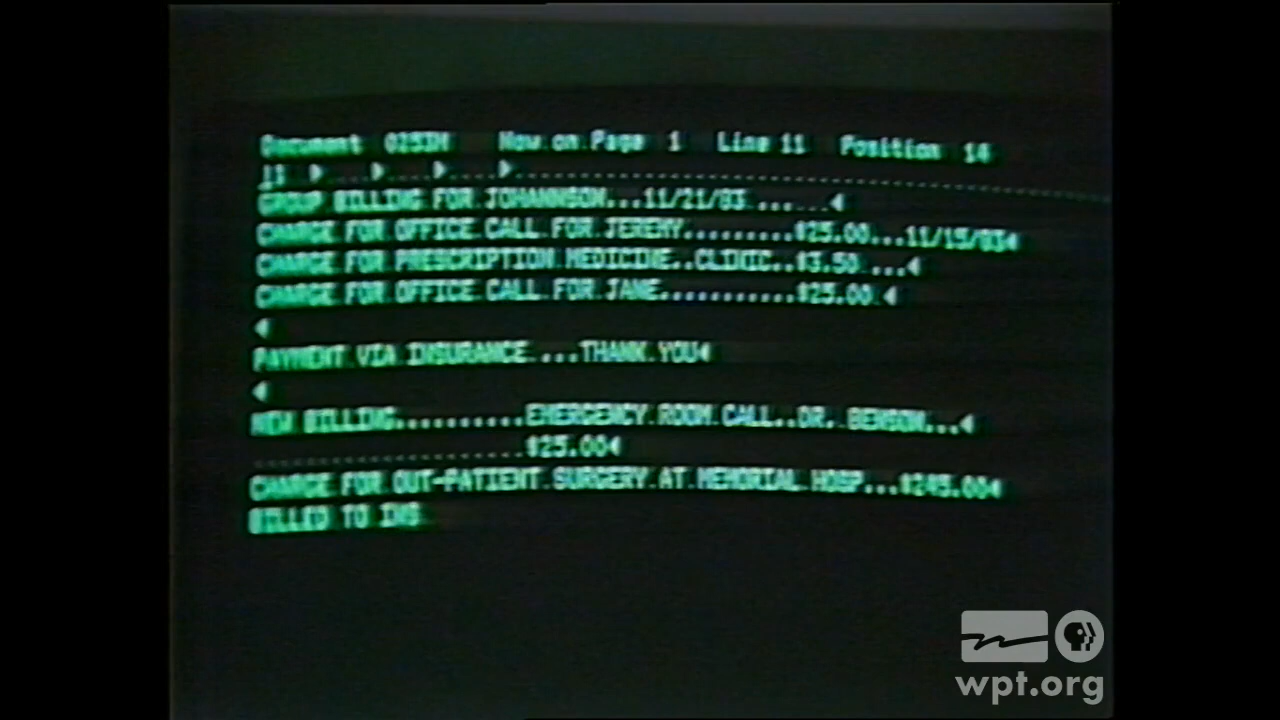 Document 0253M Now on Page 1 Line 11 Position 14
11
GROUP BILLING FOR JOHANNSON...11/21/83 ... ...
CHARGE FOR OFFICE CALL FOR JEREMY.........$25.00...11/15/83
CHARGE FOR PRESCRIPTION MEDICINE..CLINIC..$3.50 ...
CHARGE FOR OFFICE CALL FOR JANE...........$25.00
PAYMENT VIA INSURANCE ...THANK YOU
NEW BILLING..........EMERGENCY ROOM CALL..DR. BENSON...
.....................$25.00
CHARGE FOR OUT-PATIENT SURGERY AT MEMORIAL HOSP...$245.00
BILLED TO INS
wpt.org